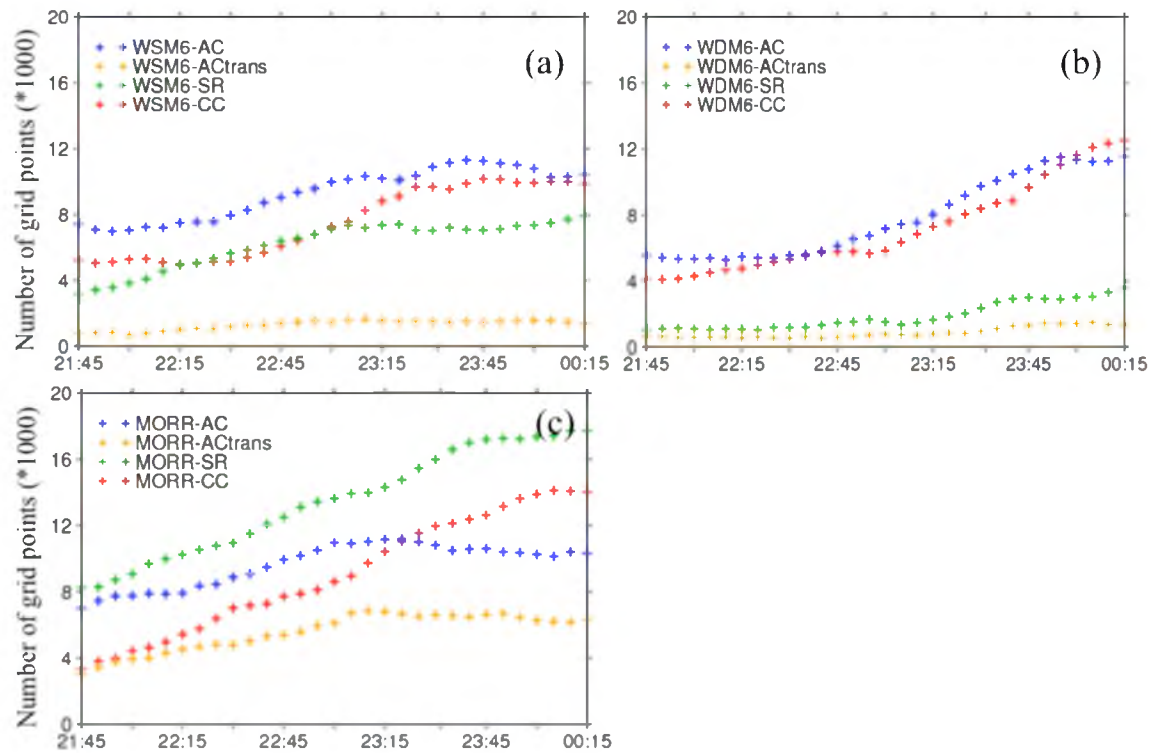 Number of grid points (*1000)
20
16
12
8
4
0
WSM6-AC
WSM6-ACtrans
WSM6-SR
WSM6-CC
(a)
21:45 22:15 22:45 23:15 23:45 00:15
20
16
12
8
4
0
WDM6-AC
WDM6-ACtrans
WDM6-SR
WDM6-CC
(b)
21:45 22:15 22:45 23:15 23:45 00:15
Number of grid points (*1000)
20
16
12
8
4
0
MORR-AC
MORR-ACtrans
MORR-SR
MORR-CC
(c)
21:45 22:15 22:45 23:15 23:45 00:15